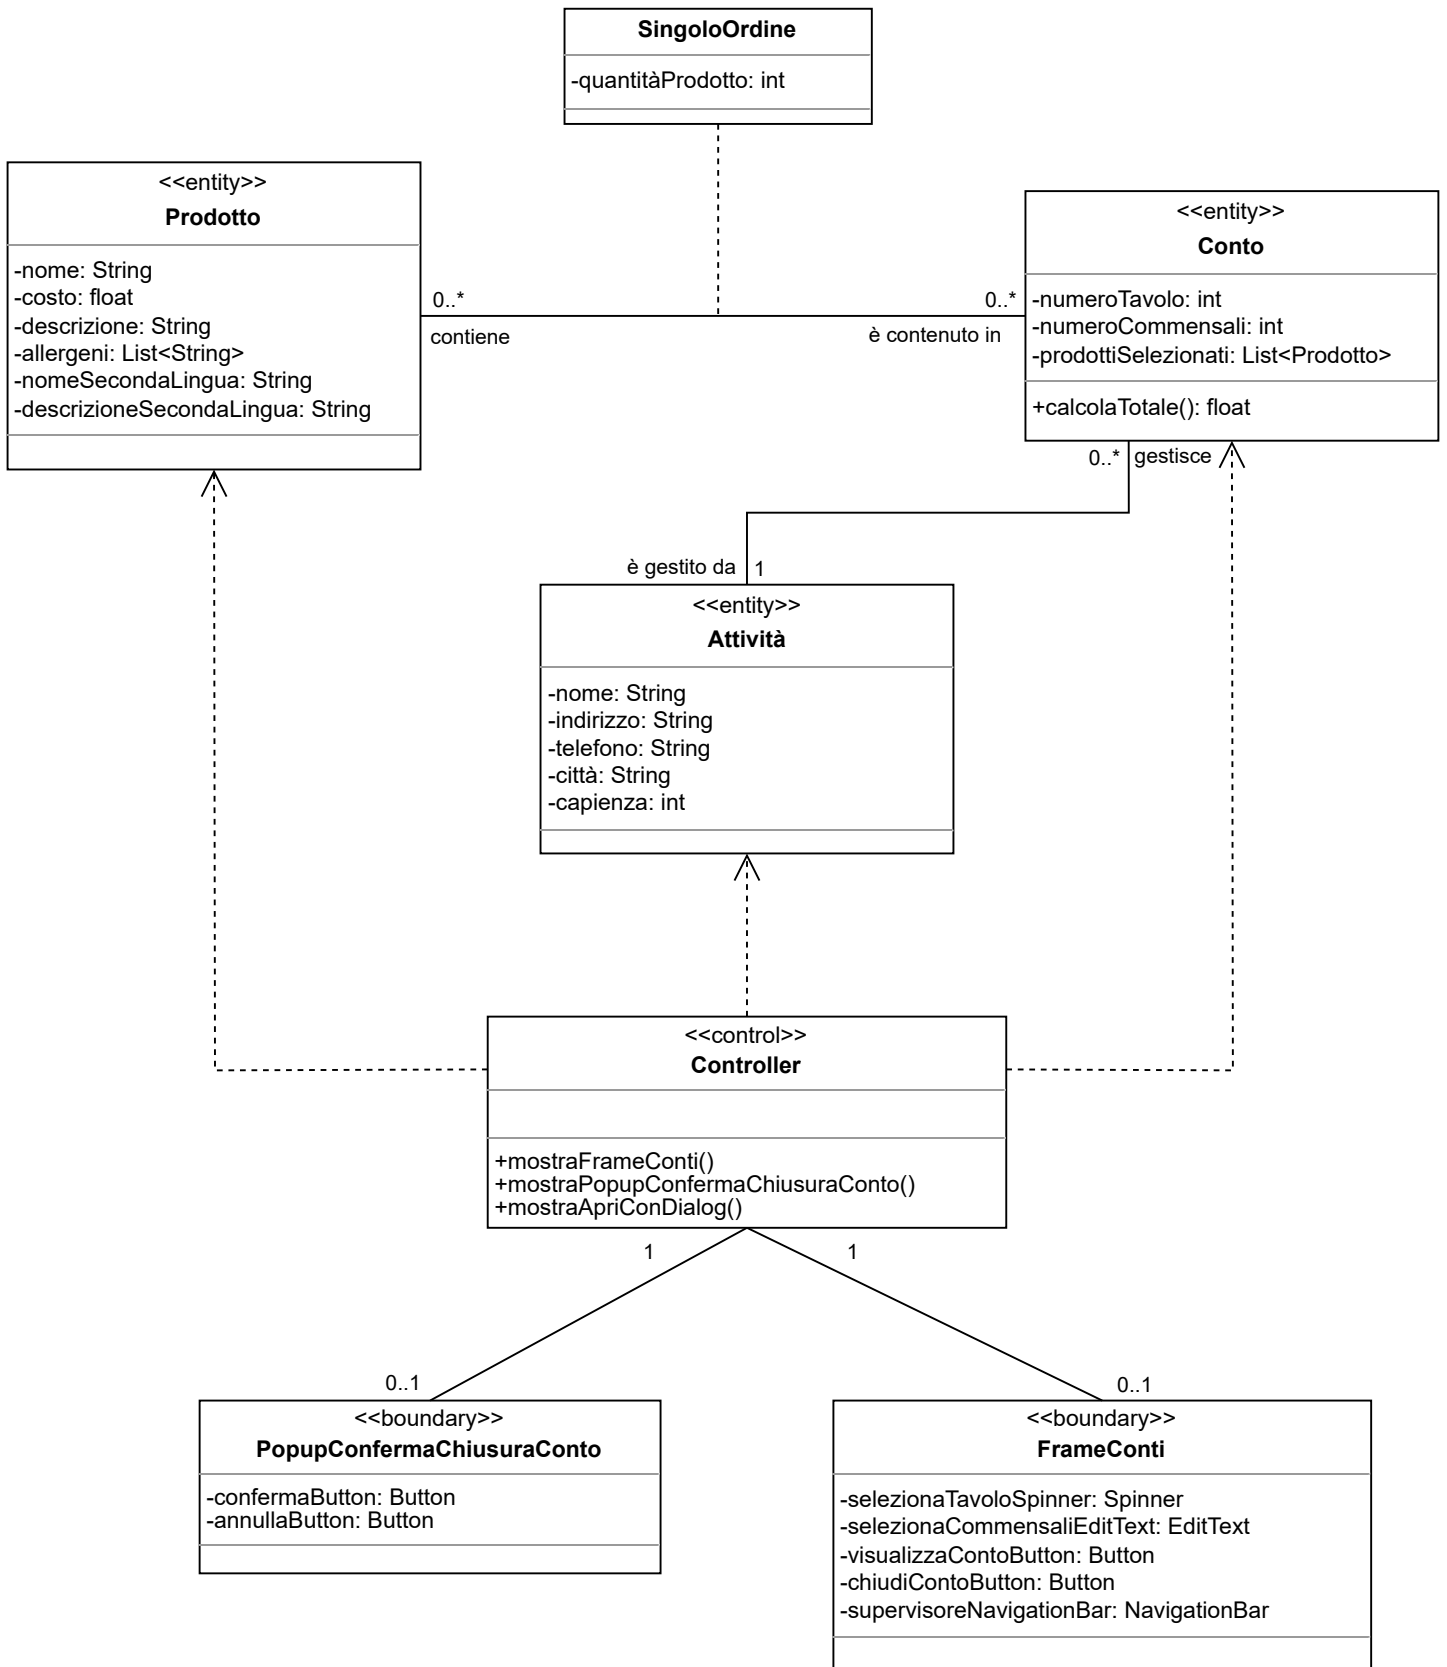 SingoloOrdine
-quantitàProdotto: int
<<entity>>
Prodotto
-nome: String
-costo: float
-descrizione: String
-allergeni: List<String>
-nomeSecondaLingua: String
-descrizioneSecondaLingua: String
0..*
contiene
0..*
è contenuto in
<<entity>>
Conto
-numeroTavolo: int
-numeroCommensali: int
-prodottiSelezionati: List<Prodotto>
+calcolaTotale(): float
0..*
gestisce
è gestito da
1
<<entity>>
Attività
-nome: String
-indirizzo: String
-telefono: String
-città: String
-capienza: int
<<control>>
Controller
+mostraFrameConti()
+mostraPopupConfermaChiusuraConto()
+mostraApriConDialog()
1
1
0..1
0..1
<<boundary>>
PopupConfermaChiusuraConto
-confermaButton: Button
-annullaButton: Button
<<boundary>>
FrameConti
-selezionaTavoloSpinner: Spinner
-selezionaCommensaliEditText: EditText
-visualizzaContoButton: Button
-chiudiContoButton: Button
-supervisoreNavigationBar: NavigationBar